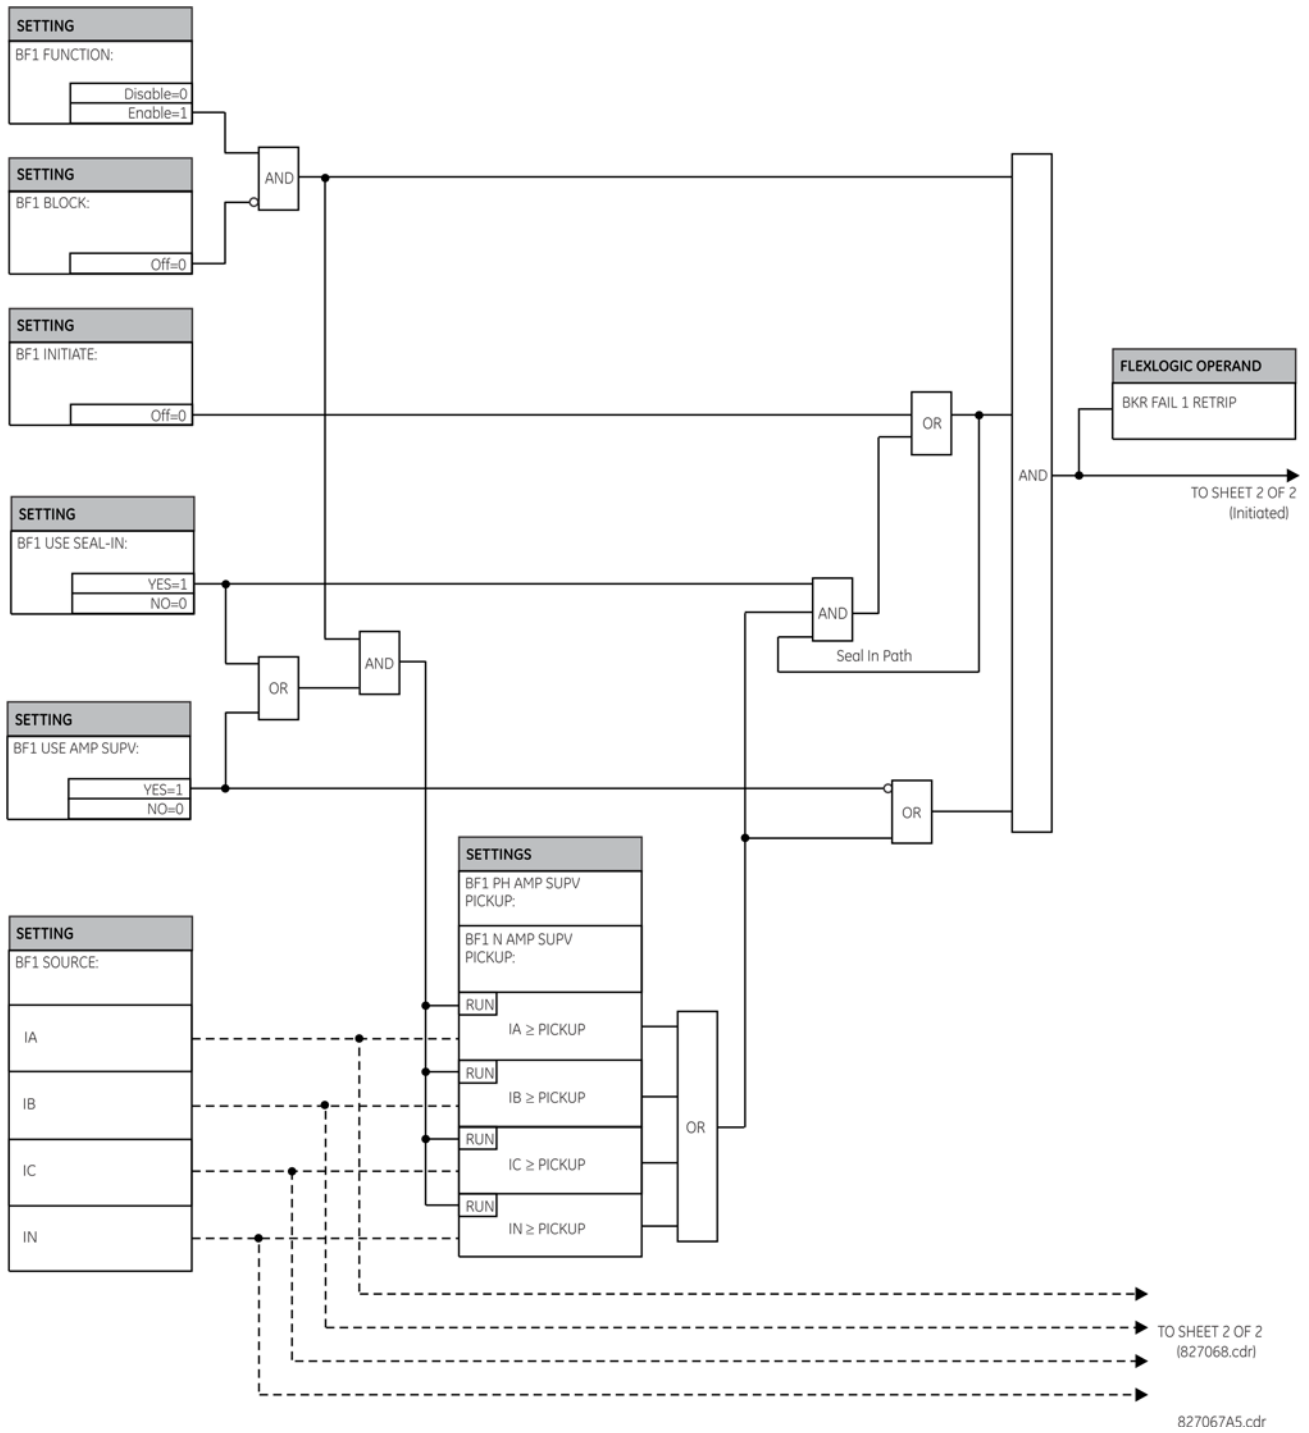 SETTING
BF1 FUNCTION:
Disable=0
Enable=1
SETTING
BF1 BLOCK:
Off=0
AND
SETTING
BF1 INITIATE:
Off=0
OR
AND
FLEXLOGIC OPERAND
BKR FAIL 1 RETRIP
TO SHEET 2 OF 2
(Initiated)
SETTING
BF1 USE SEAL-IN:
YES=1
NO=0
AND
Seal In Path
OR
AND
SETTING
BF1 USE AMP SUPV:
YES=1
NO=0
OR
SETTINGS
BF1 PH AMP SUPV
PICKUP:
BF1 N AMP SUPV
PICKUP:
RUN
IA ≥ PICKUP
RUN
IB ≥ PICKUP
RUN
IC ≥ PICKUP
RUN
IN ≥ PICKUP
OR
SETTING
BF1 SOURCE:
IA
IB
IC
IN
TO SHEET 2 OF 2
(827068.cdr)
827067A5.cdr